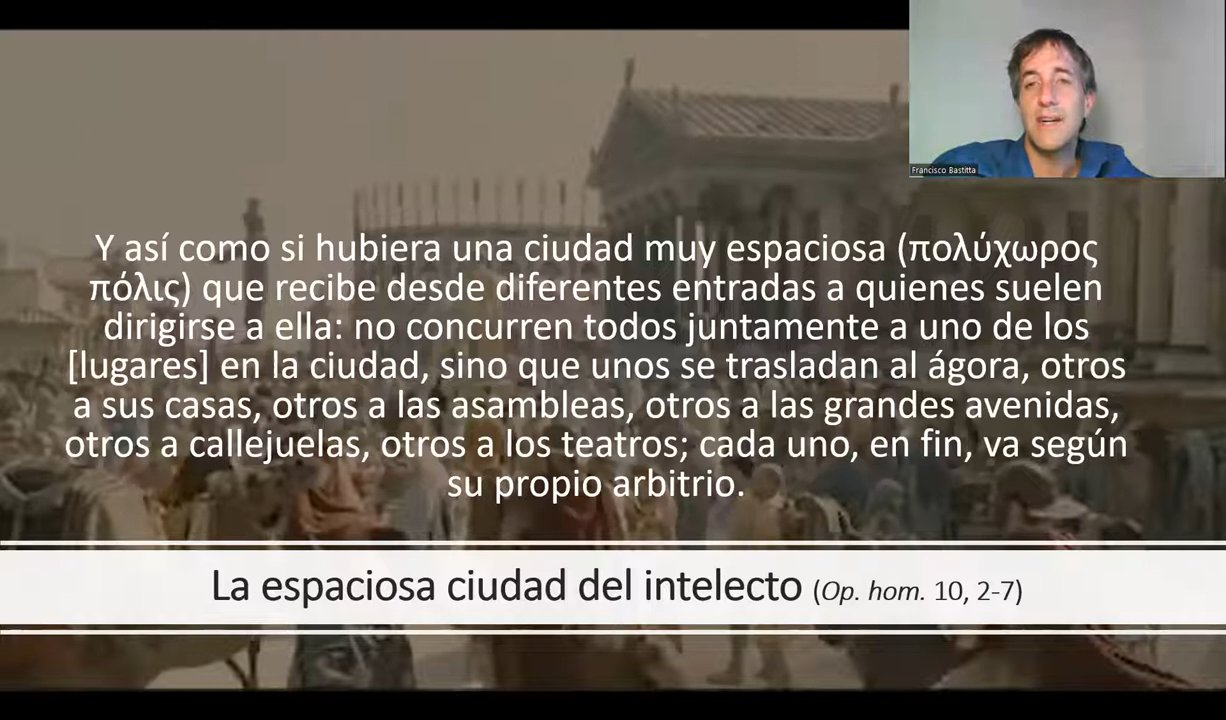 Francisco Bastitta
Y así como si hubiera una ciudad muy espaciosa (πολύχωρος
πόλις) que recibe desde diferentes entradas a quienes suelen
dirigirse a ella: no concurren todos juntamente a uno de los
[lugares] en la ciudad, sino que unos se trasladan al ágora, otros
a sus casas, otros a las asambleas, otros a las grandes avenidas,
otros a callejuelas, otros a los teatros; cada uno, en fin, va según
su propio arbitrio.
La espaciosa ciudad del intelecto (Op. hom. 10, 2-7)